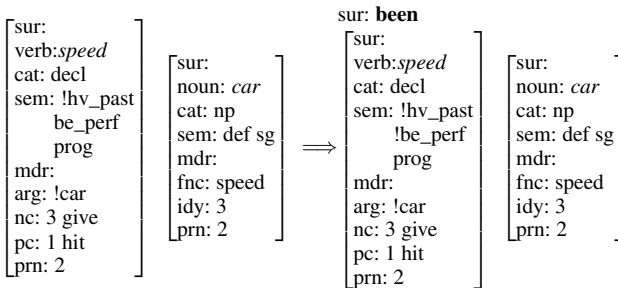 sur: been
sur:
verb:speed
cat: decl
sem: !hv_past
be_perf
prog
mdr:
arg: !car
nc: 3 give
pc: 1 hit
prn: 2
sur:
noun: car
cat: np
sem: def sg
mdr:
fnc: speed
idy: 3
prn: 2
⟹
sur:
verb:speed
cat: decl
sem: !hv_past
!be_perf
prog
mdr:
arg: !car
nc: 3 give
pc: 1 hit
prn: 2
sur:
noun: car
cat: np
sem: def sg
mdr:
fnc: speed
idy: 3
prn: 2